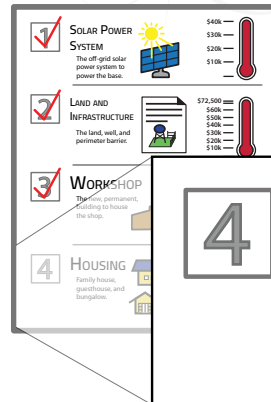 1
SOLAR POWER
SYSTEM
The off-grid solar
power system to
power the base.
$40k
$30k
$20k
$10k
2
LAND AND
INFRASTRUCTURE
The land, well, and
perimeter barrier.
$72,500
$60k
$50k
$40k
$30k
$20k
$10k
3
WORKSHOP
The new, permanent,
building to house
the shop.
4
HOUSING
Family house,
guesthouse, and
bungalow.
4